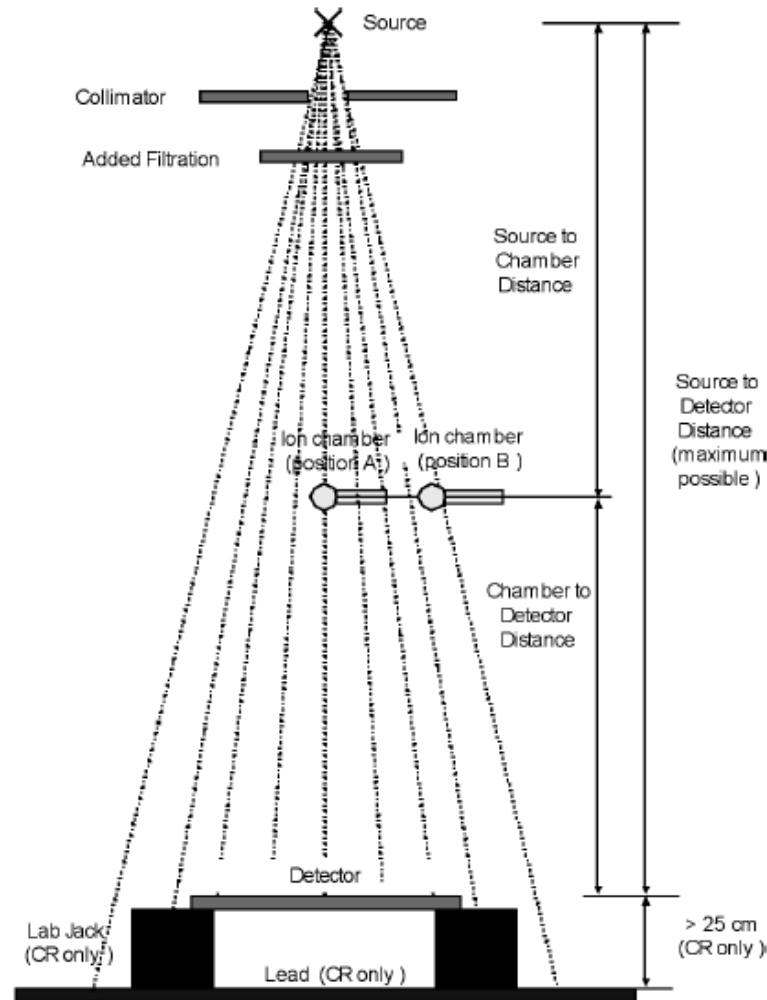 Source
Collimator
Added Filtration
Source to
Chamber
Distance
Source to
Detector
Distance
(maximum
possible )
Ion chamber
(position A )
Ion chamber
(position B )
Chamber to
Detector
Distance
Detector
Lab Jack
(CR only )
Lead (CR only )
> 25 cm
(CR only )